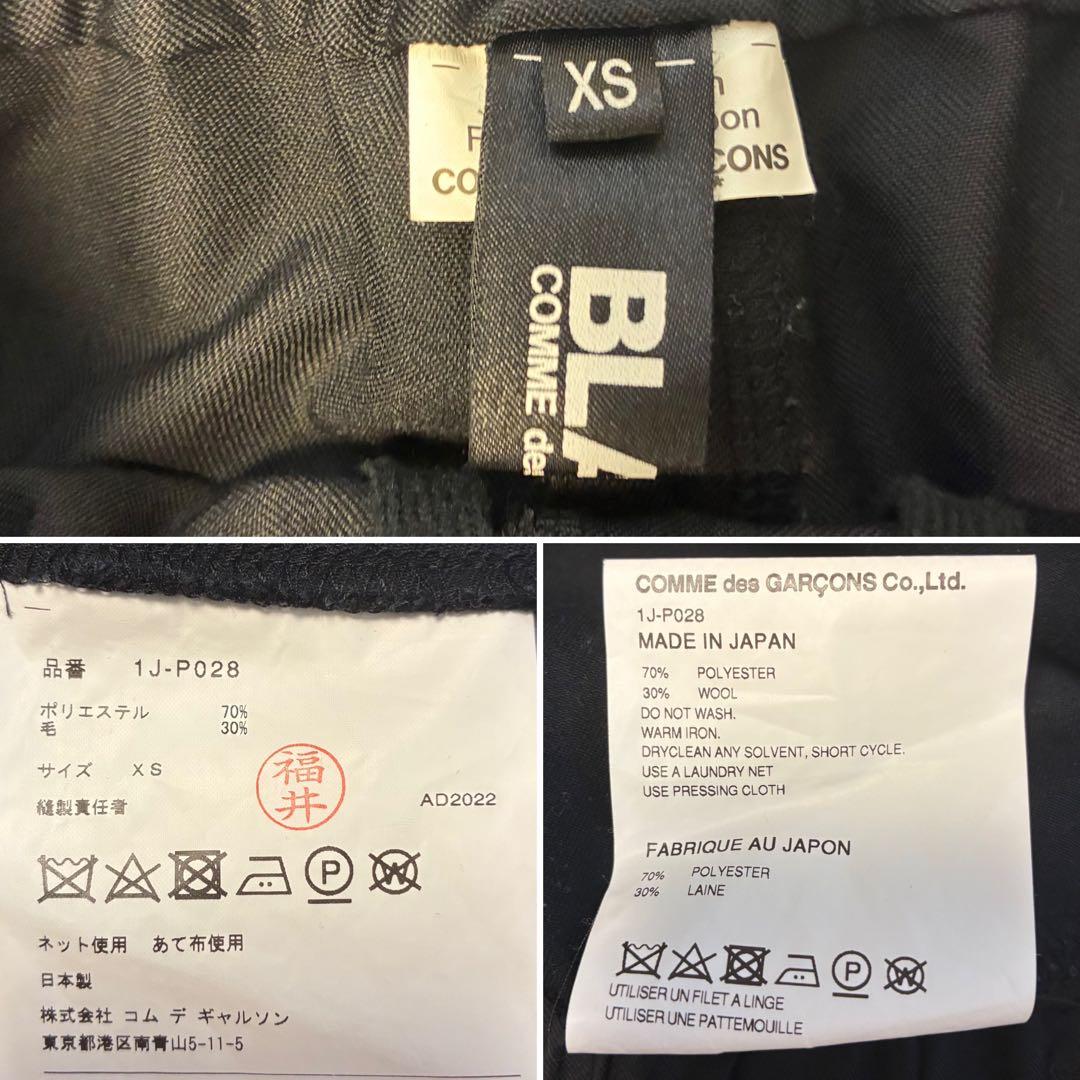 XS
BLA
COMME des
CONS
品番 1J-P028
ポリエステル 70%
毛 30%
サイズ XS
福井
縫製責任者 AD2022
P W
ネット使用 あて布使用
日本製
株式会社 コム デ ギャルソン
東京都港区南青山5-11-5
COMME des GARÇONS Co.,Ltd.
1J-P028
MADE IN JAPAN
70% POLYESTER
30% WOOL
DO NOT WASH.
WARM IRON.
DRYCLEAN ANY SOLVENT, SHORT CYCLE.
USE A LAUNDRY NET
USE PRESSING CLOTH
FABRIQUE AU JAPON
70% POLYESTER
30% LAINE
P W
UTILISER UN FILET A LINGE
UTILISER UNE PATTEMOUILLE